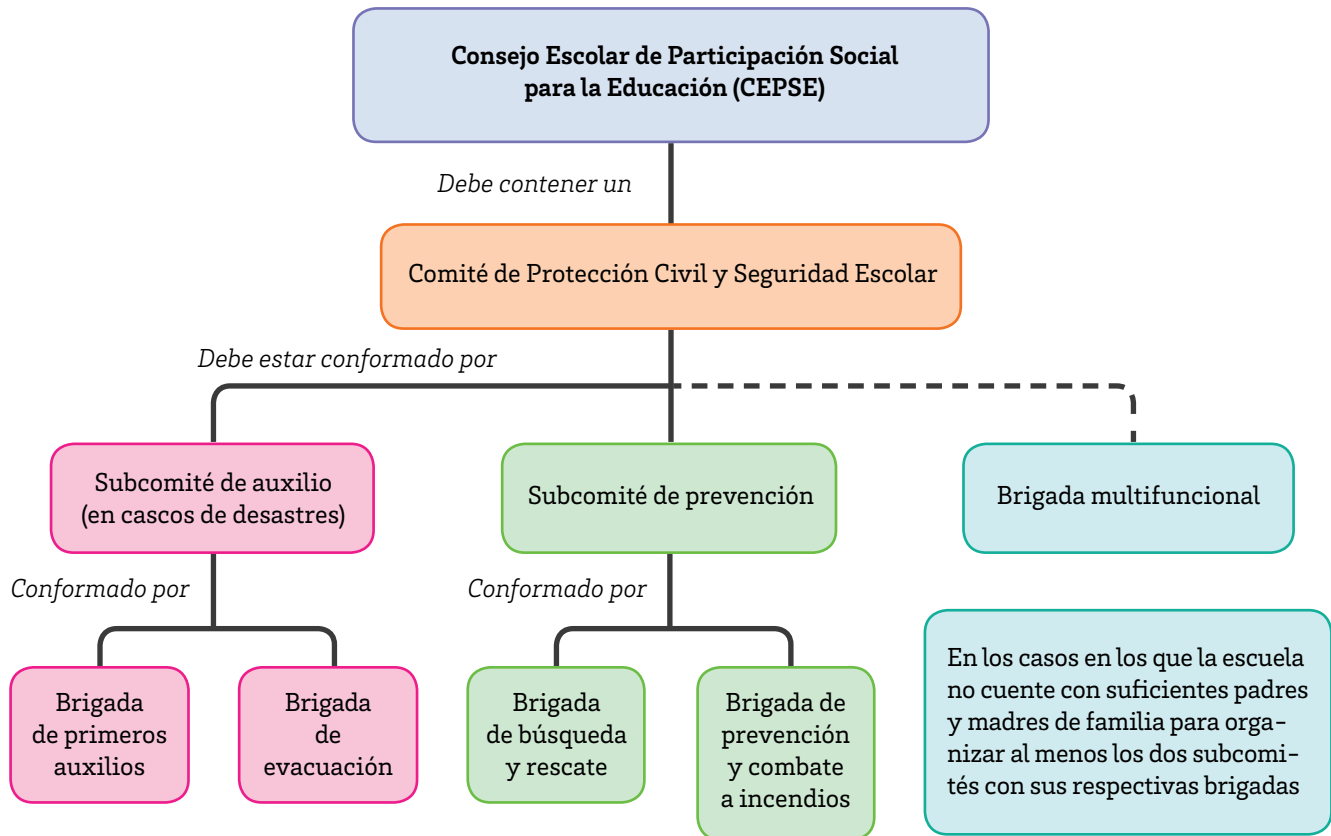 Consejo Escolar de Participación Social
para la Educación (CEPSE)
Debe contener un
Comité de Protección Civil y Seguridad Escolar
Debe estar conformado por
Subcomité de auxilio
(en cascos de desastres)
Subcomité de prevención
Brigada multifuncional
Conformado por
Conformado por
Brigada
de primeros
auxilios
Brigada
de
evacuación
Brigada
de búsqueda
y rescate
Brigada de
prevención
y combate
a incendios
En los casos en los que la escuela
no cuente con suficientes padres
y madres de familia para orga-
nizar al menos los dos subcomi-
tés con sus respectivas brigadas